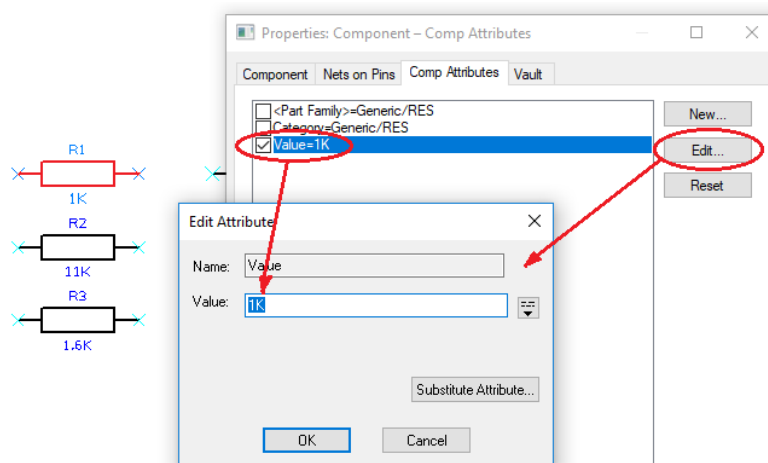 Properties: Component – Comp Attributes
Component Nets on Pins Comp Attributes Vault
<Part Family>=Generic/RES
Category=Generic/RES
Value=1K
New...
Edit...
Reset
R1
1K
R2
11K
R3
1.6K
Edit Attribute
Name: Value
Value: 1K
Substitute Attribute...
OK Cancel